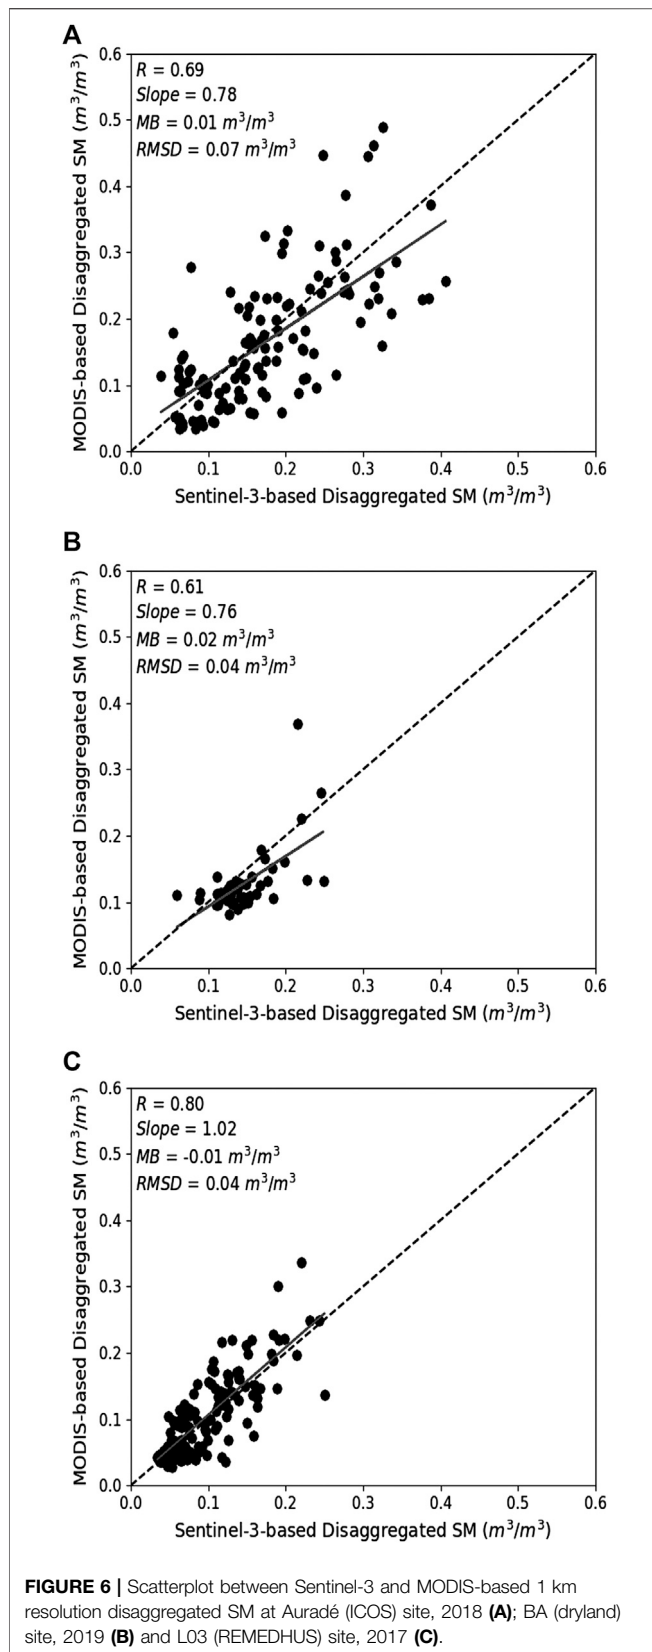 A
R = 0.69
Slope = 0.78
MB = 0.01 m³/m³
RMSD = 0.07 m³/m³
MODIS-based Disaggregated SM (m³/m³)
0.6
0.5
0.4
0.3
0.2
0.1
0.0
0.0 0.1 0.2 0.3 0.4 0.5 0.6
Sentinel-3-based Disaggregated SM (m³/m³)
B
R = 0.61
Slope = 0.76
MB = 0.02 m³/m³
RMSD = 0.04 m³/m³
MODIS-based Disaggregated SM (m³/m³)
0.6
0.5
0.4
0.3
0.2
0.1
0.0
0.0 0.1 0.2 0.3 0.4 0.5 0.6
Sentinel-3-based Disaggregated SM (m³/m³)
C
R = 0.80
Slope = 1.02
MB = -0.01 m³/m³
RMSD = 0.04 m³/m³
MODIS-based Disaggregated SM (m³/m³)
0.6
0.5
0.4
0.3
0.2
0.1
0.0
0.0 0.1 0.2 0.3 0.4 0.5 0.6
Sentinel-3-based Disaggregated SM (m³/m³)
FIGURE 6 | Scatterplot between Sentinel-3 and MODIS-based 1 km
resolution disaggregated SM at Auradé (ICOS) site, 2018 (A); BA (dryland)
site, 2019 (B) and L03 (REMEDHUS) site, 2017 (C).